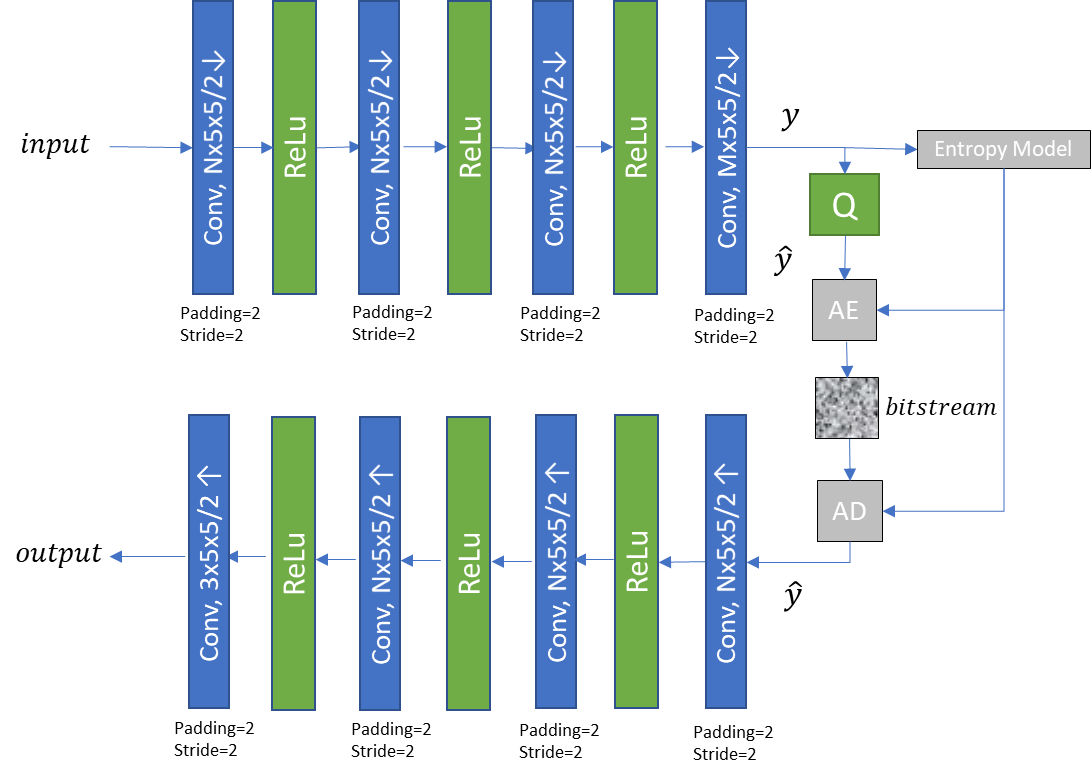 input
Conv, Nx5x5/2↓
ReLu
Conv, Nx5x5/2↓
ReLu
Conv, Nx5x5/2↓
ReLu
Conv, Mx5x5/2↓
y
Entropy Model
Q
ŷ
AE
Padding=2
Stride=2
Padding=2
Stride=2
Padding=2
Stride=2
Padding=2
Stride=2
bitstream
AD
ŷ
output
Conv, 3x5x5/2 ↑
ReLu
Conv, Nx5x5/2 ↑
ReLu
Conv, Nx5x5/2 ↑
ReLu
Conv, Nx5x5/2 ↑
Padding=2
Stride=2
Padding=2
Stride=2
Padding=2
Stride=2
Padding=2
Stride=2